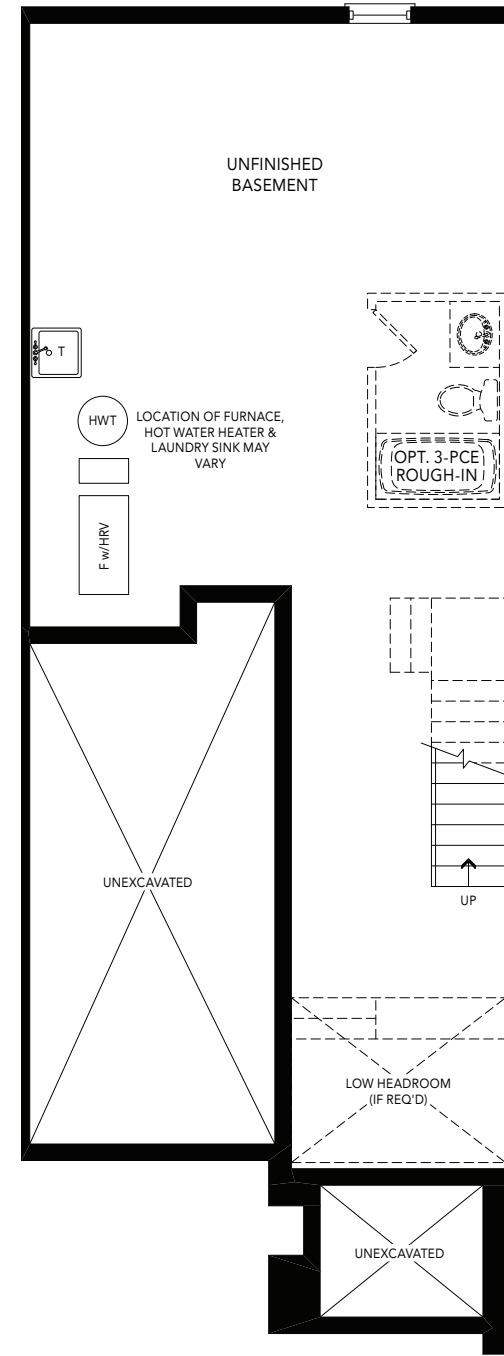 UNFINISHED
BASEMENT
T
HWT
LOCATION OF FURNACE,
HOT WATER HEATER &
LAUNDRY SINK MAY
VARY
OPT. 3-PCE
ROUGH-IN
F w/HRV
UNEXCAVATED
UP
LOW HEADROOM
(IF REQ'D)
UNEXCAVATED